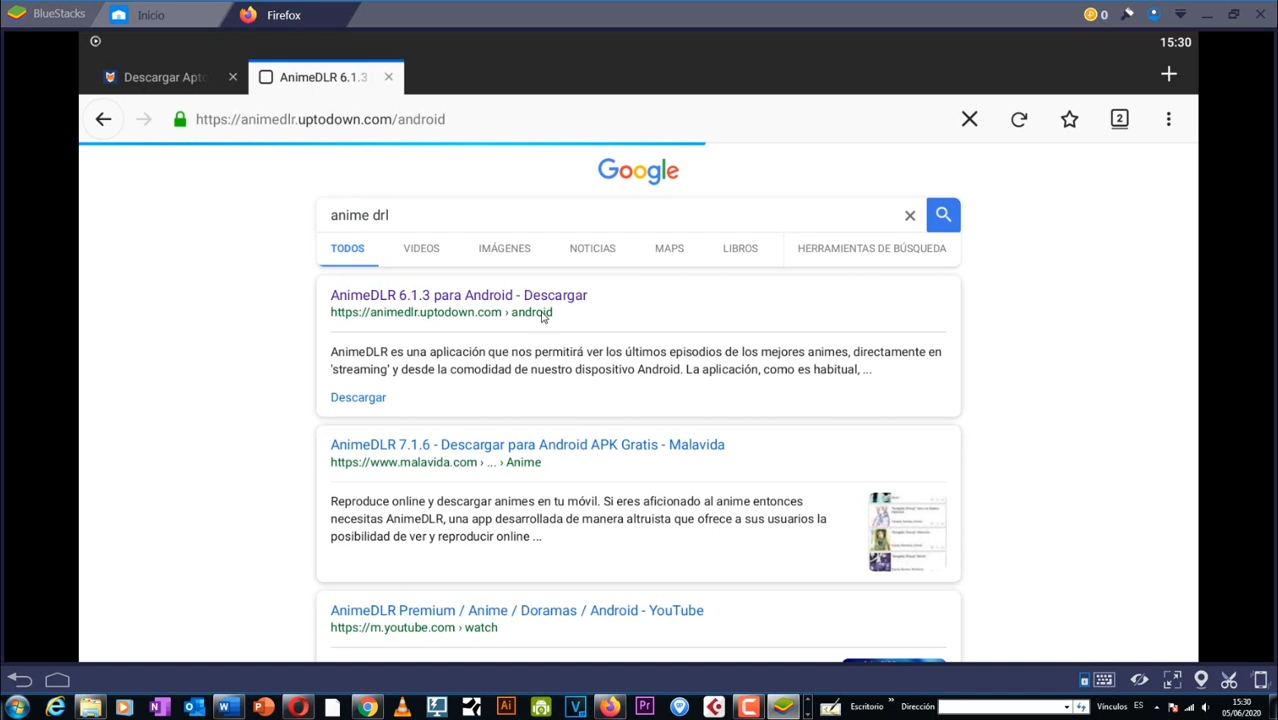 BlueStacks Inicio Firefox 0
15:30
Descargar Apto AnimeDLR 6.1.3
https://animedlr.uptodown.com/android 2
Google
anime drl
TODOS VIDEOS IMÁGENES NOTICIAS MAPS LIBROS HERRAMIENTAS DE BÚSQUEDA
AnimeDLR 6.1.3 para Android - Descargar
https://animedlr.uptodown.com › android
AnimeDLR es una aplicación que nos permitirá ver los últimos episodios de los mejores animes, directamente en
'streaming' y desde la comodidad de nuestro dispositivo Android. La aplicación, como es habitual, ...
Descargar
AnimeDLR 7.1.6 - Descargar para Android APK Gratis - Malavida
https://www.malavida.com › ... › Anime
Reproduce online y descargar animes en tu móvil. Si eres aficionado al anime entonces
necesitas AnimeDLR, una app desarrollada de manera altruista que ofrece a sus usuarios la
posibilidad de ver y reproducir online ...
AnimeDLR Premium / Anime / Doramas / Android - YouTube
https://m.youtube.com › watch
Escritorio » Dirección Vínculos ES 15:30
05/06/2020